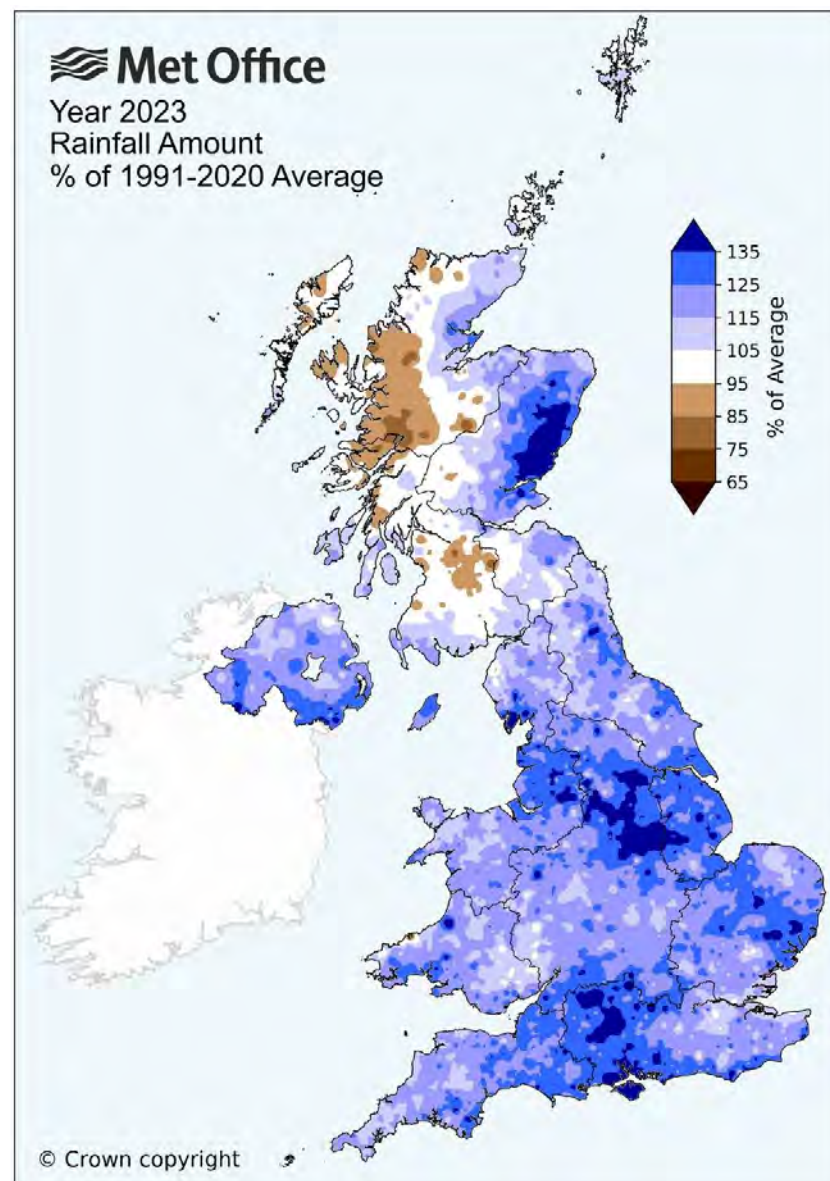 Met Office
Year 2023
Rainfall Amount
% of 1991-2020 Average
135
125
115
105
95
85
75
65
% of Average
© Crown copyright